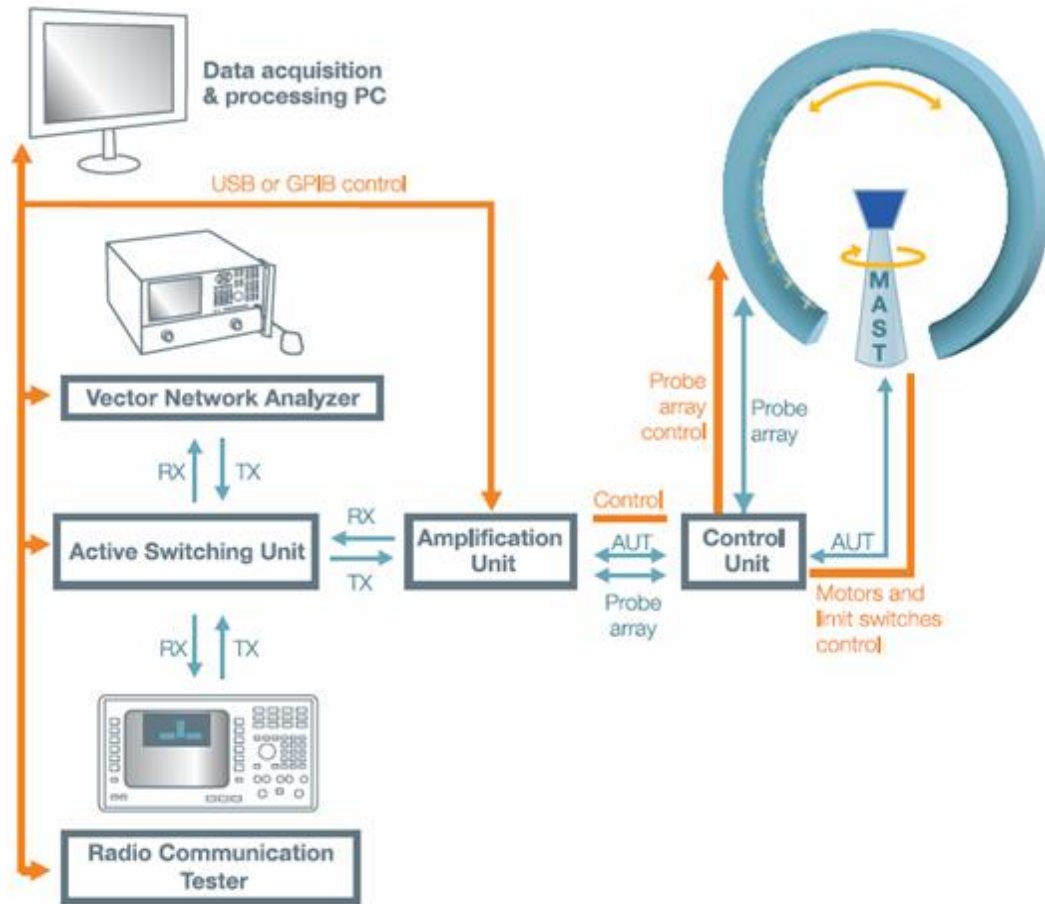 Data acquisition
& processing PC
USB or GPIB control
Vector Network Analyzer
RX
TX
Active Switching Unit
RX
TX
Amplification
Unit
Control
AUT
Probe
array
Control
Unit
Probe
array
control
Probe
array
MAST
AUT
Motors and
limit switches
control
RX
TX
Radio Communication
Tester